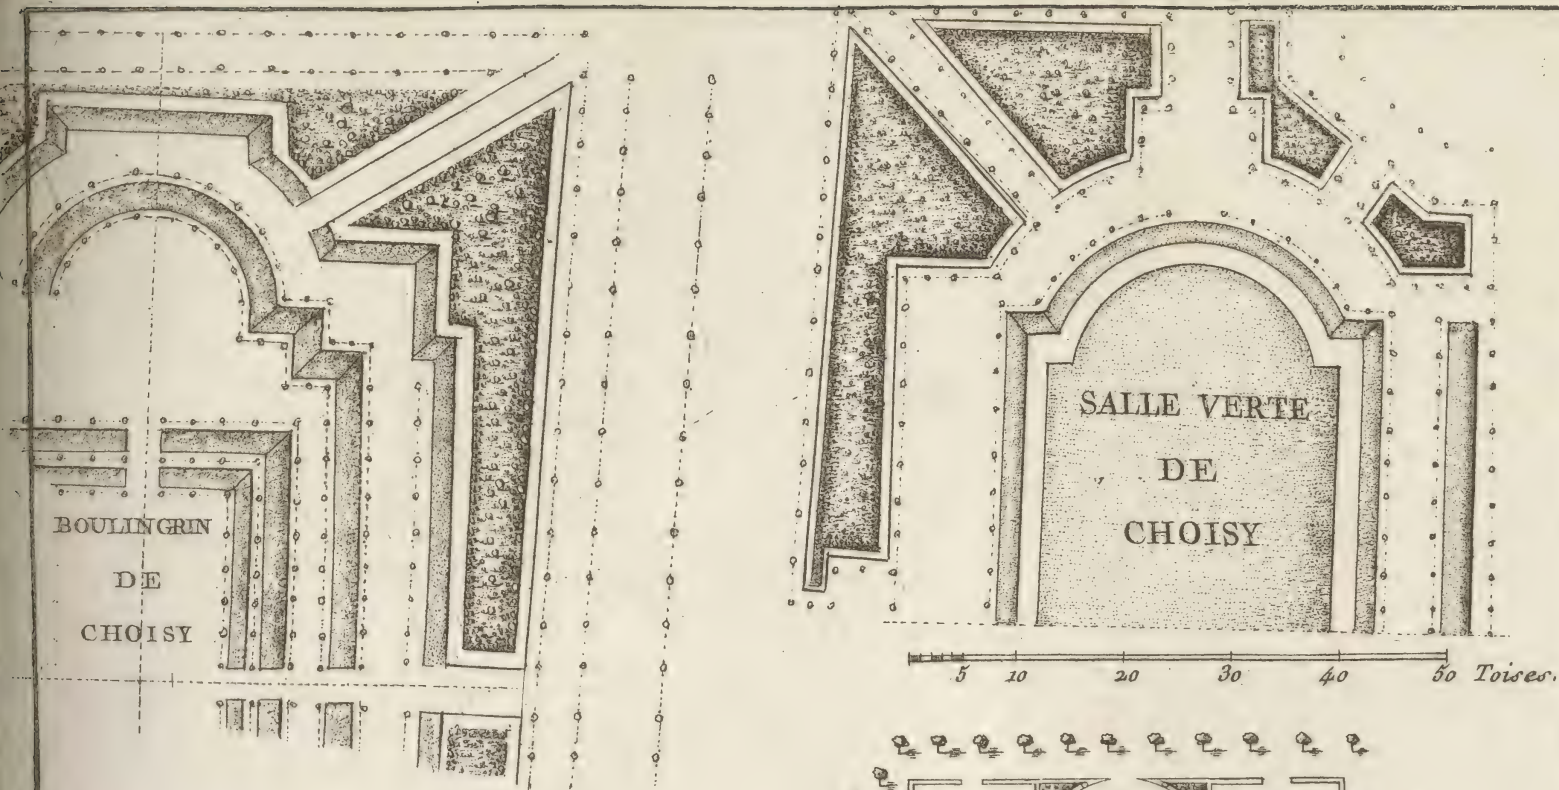 BOULINGRIN
DE
CHOISY
SALLE VERTE
DE
CHOISY
5 10 20 30 40 50 Toises.